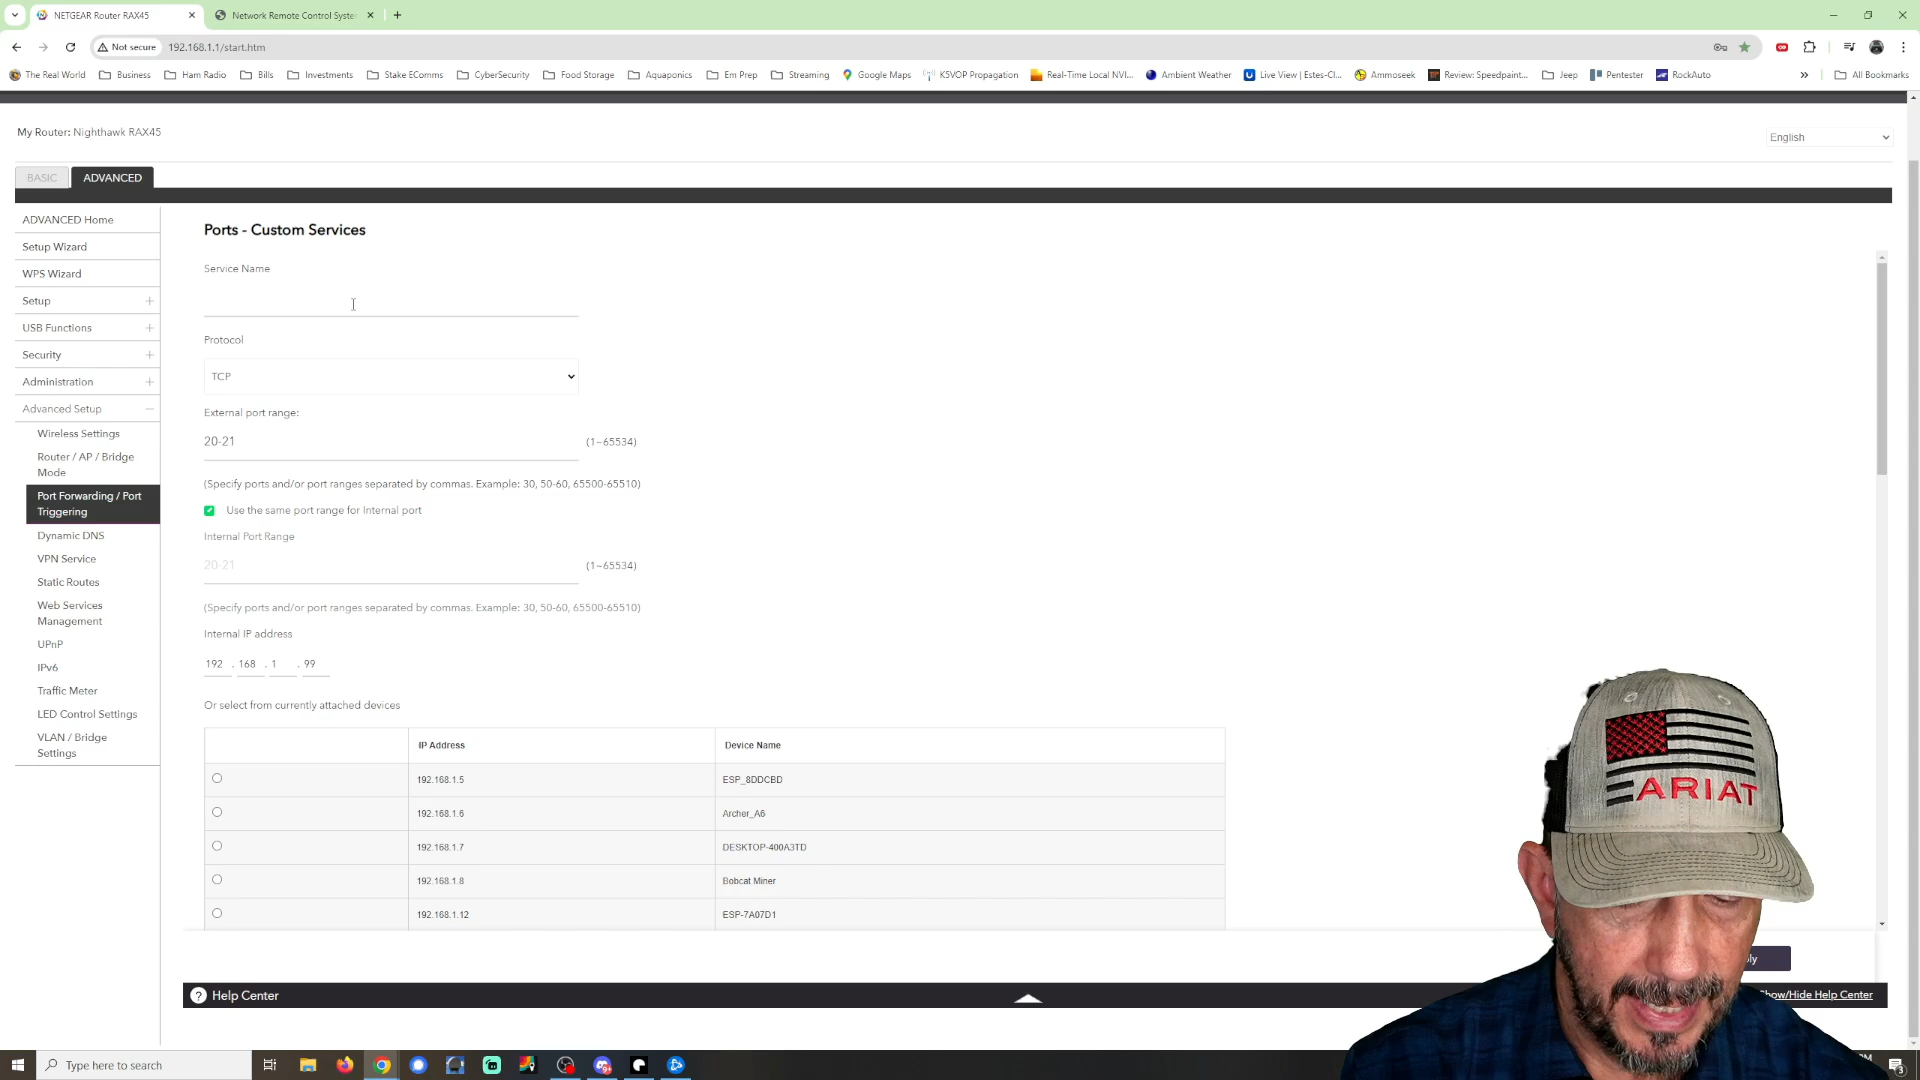 NETGEAR Router RAX45
Network Remote Control Syste
Not secure
192.168.1.1/start.htm
The Real World
Business
Ham Radio
Bills
Investments
Stake EComms
CyberSecurity
Food Storage
Aquaponics
Em Prep
Streaming
Google Maps
K5VOP Propagation
Real-Time Local NVI...
Ambient Weather
Live View | Estes-Cl...
Ammoseek
Review: Speedpaint...
Jeep
Pentester
RockAuto
»
All Bookmarks
My Router: Nighthawk RAX45
English
BASIC
ADVANCED
ADVANCED Home
Setup Wizard
WPS Wizard
Setup
USB Functions
Security
Administration
Advanced Setup
Wireless Settings
Router / AP / Bridge
Mode
Port Forwarding / Port
Triggering
Dynamic DNS
VPN Service
Static Routes
Web Services
Management
UPnP
IPv6
Traffic Meter
LED Control Settings
VLAN / Bridge
Settings
Ports - Custom Services
Service Name
Protocol
TCP
External port range:
20-21 (1~65534)
(Specify ports and/or port ranges separated by commas. Example: 30, 50-60, 65500-65510)
Use the same port range for Internal port
Internal Port Range
20-21 (1~65534)
(Specify ports and/or port ranges separated by commas. Example: 30, 50-60, 65500-65510)
Internal IP address
192 . 168 . 1 . 99
Or select from currently attached devices
IP Address Device Name
192.168.1.5 ESP_8DDCBD
192.168.1.6 Archer_A6
192.168.1.7 DESKTOP-400A3TD
192.168.1.8 Bobcat Miner
192.168.1.12 ESP-7A07D1
ly
? Help Center
Show/Hide Help Center
ARIAT
Type here to search
3